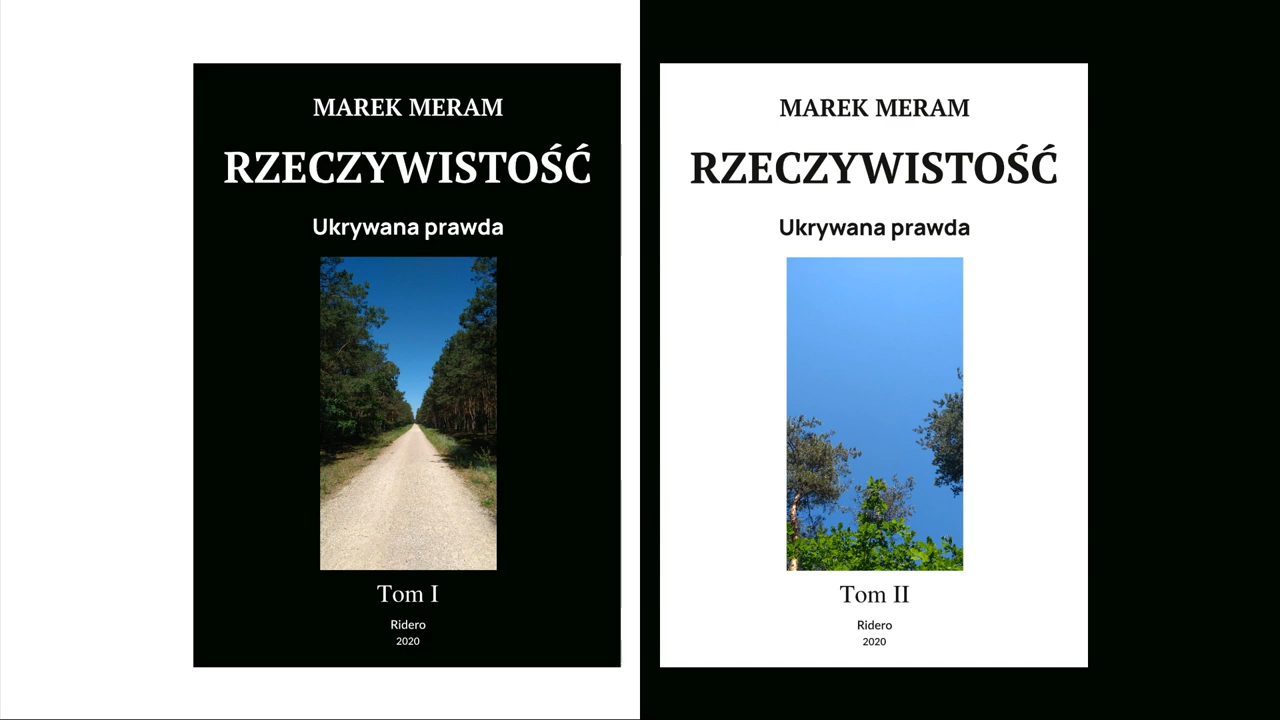 MAREK MERAM
RZECZYWISTOŚĆ
Ukrywana prawda
Tom I
Ridero
2020
MAREK MERAM
RZECZYWISTOŚĆ
Ukrywana prawda
Tom II
Ridero
2020